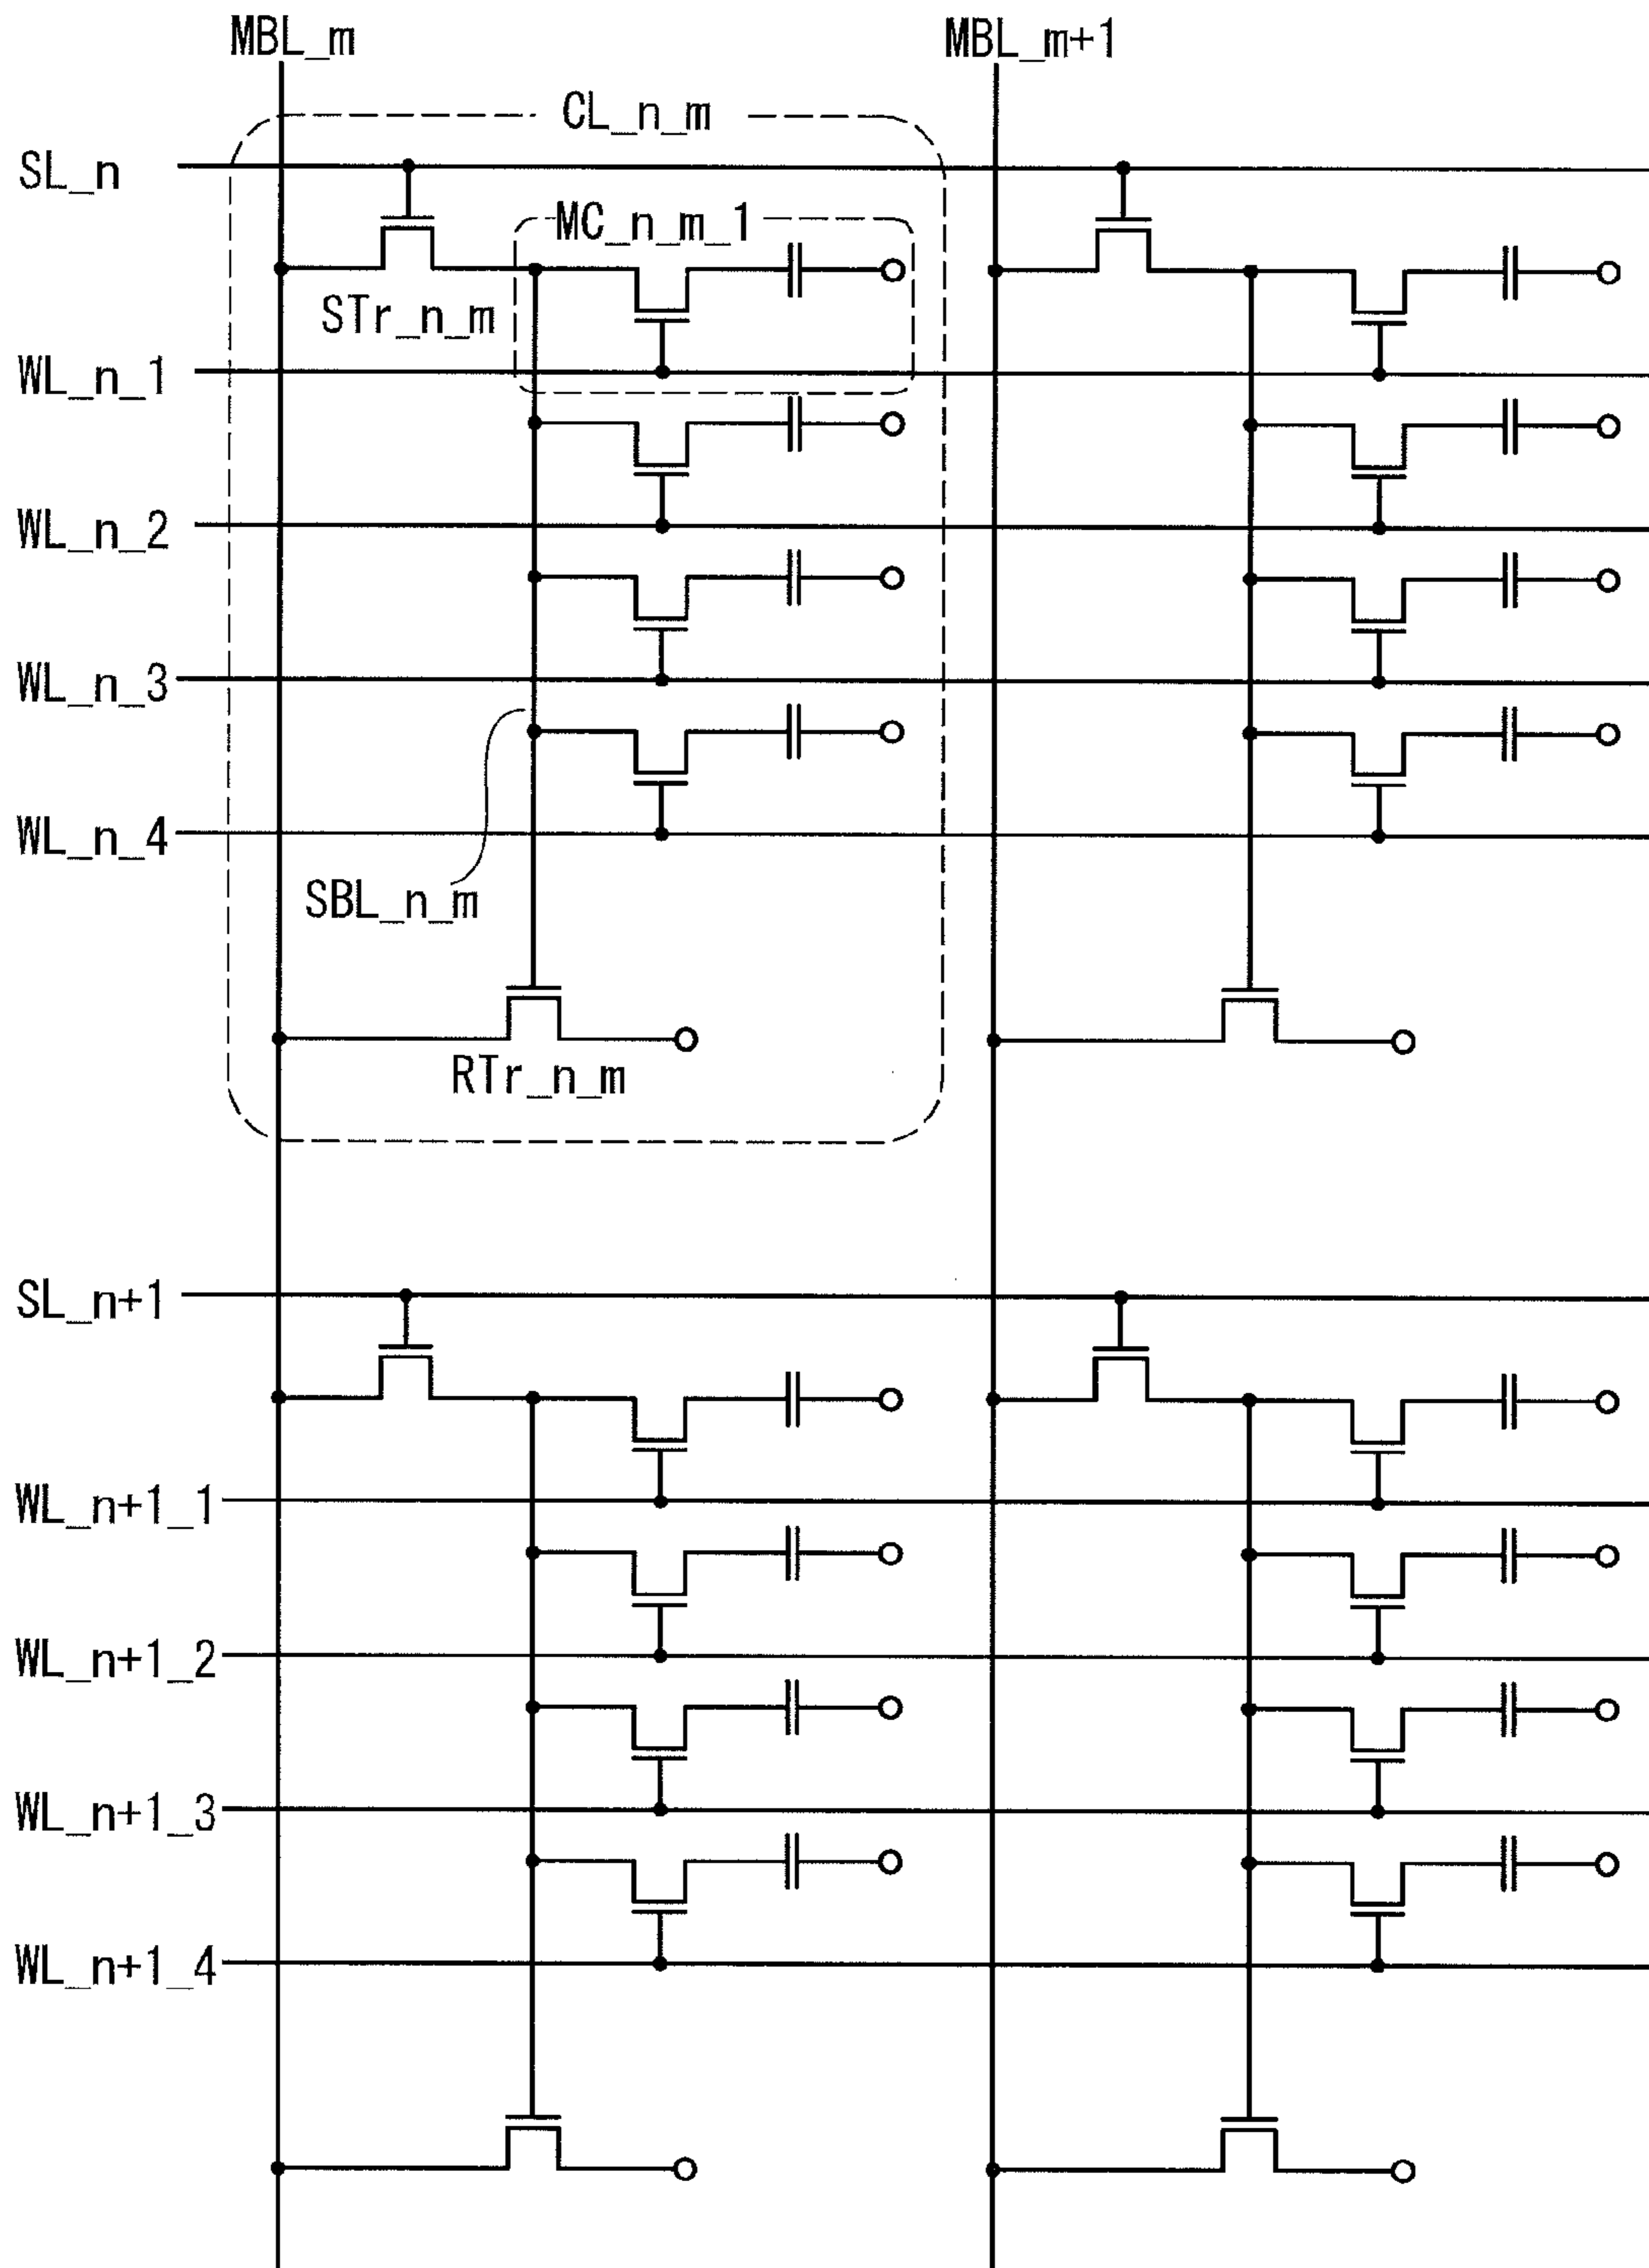 MBL_m
MBL_m+1
CL_n_m
SL_n
MC_n_m_1
STr_n_m
WL_n_1
WL_n_2
WL_n_3
WL_n_4
SBL_n_m
RTr_n_m
SL_n+1
WL_n+1_1
WL_n+1_2
WL_n+1_3
WL_n+1_4